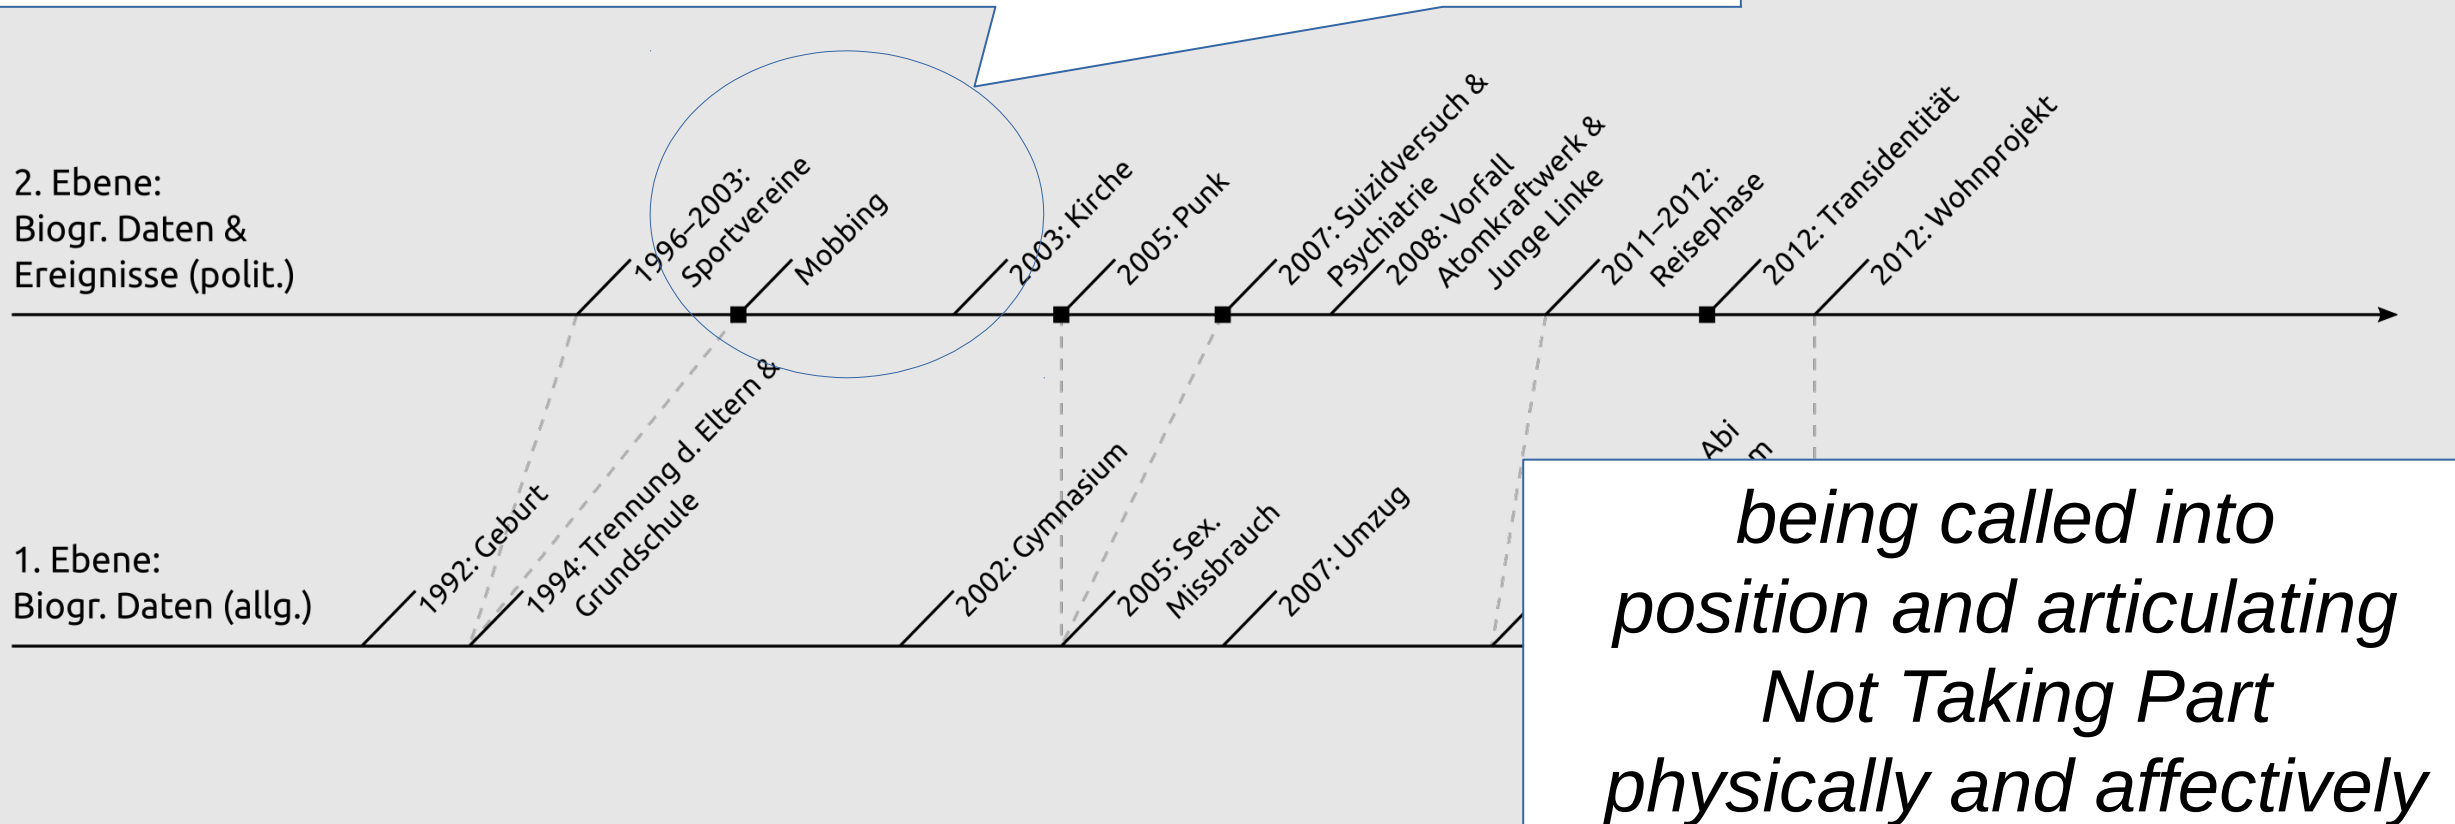 2. Ebene:
Biogr. Daten &
Ereignisse (polit.)
1996–2003:
Sportvereine
Mobbing
2003: Kirche
2005: Punk
2007: Suizidversuch &
Psychiatrie
2008: Vorfall
Atomkraftwerk &
Junge Linke
2011–2012:
Reisephase
2012: Transidentität
2012: Wohnprojekt
1. Ebene:
Biogr. Daten (allg.)
1992: Geburt
1994: Trennung d. Eltern &
Grundschule
2002: Gymnasium
2005: Sex.
Missbrauch
2007: Umzug
Abi
m
being called into
position and articulating
Not Taking Part
physically and affectively